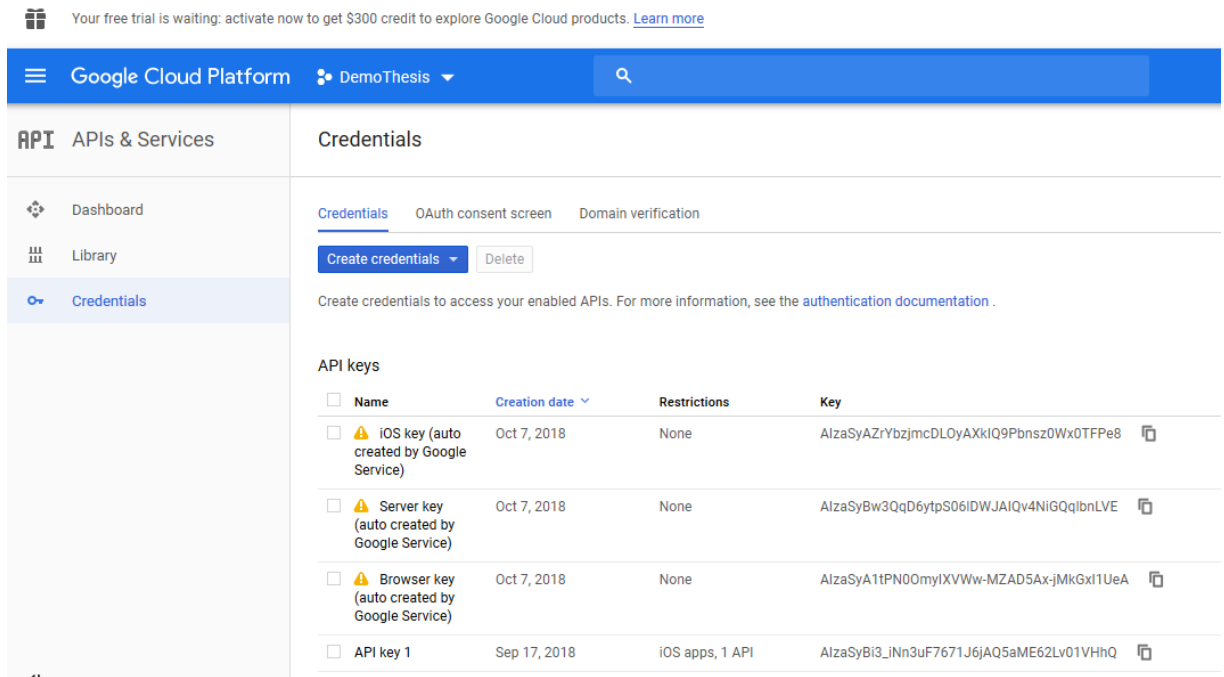 Your free trial is waiting: activate now to get $300 credit to explore Google Cloud products. Learn more
Google Cloud Platform DemoThesis
API APIs & Services
Credentials
Dashboard
Library
Credentials
Credentials OAuth consent screen Domain verification
Create credentials Delete
Create credentials to access your enabled APIs. For more information, see the authentication documentation .
API keys
Name Creation date Restrictions Key
iOS key (auto Oct 7, 2018 None
created by Google
Service)
Server key Oct 7, 2018 None
(auto created by
Google Service)
Browser key Oct 7, 2018 None
(auto created by
Google Service)
API key 1 Sep 17, 2018 iOS apps, 1 API AIzaSyBi3_iNn3uF7671J6jAQ5aME62Lv01VHhQ